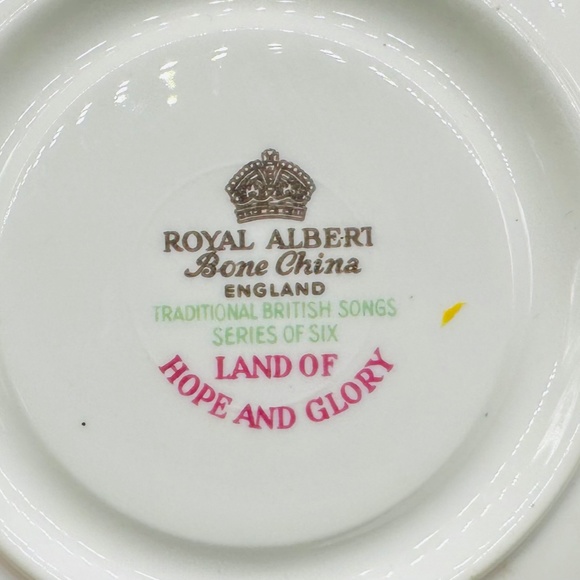 ROYAL ALBERT
Bone China
ENGLAND
TRADITIONAL BRITISH SONGS
SERIES OF SIX
LAND OF
HOPE AND GLORY